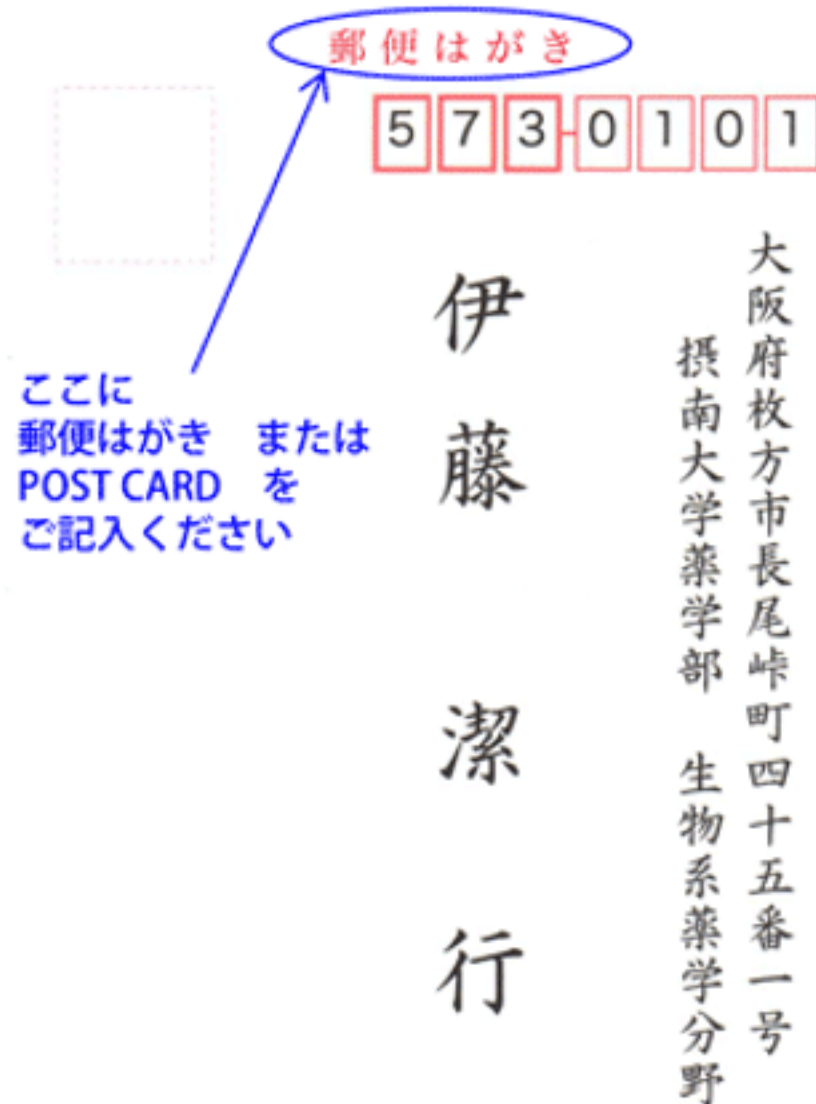 郵便はがき
573-0101
大阪府枚方市長尾峠町四十五番一号
摂南大学薬学部　生物系薬学分野
伊藤　潔　行
ここに
郵便はがき　または
POST CARD　を
ご記入ください